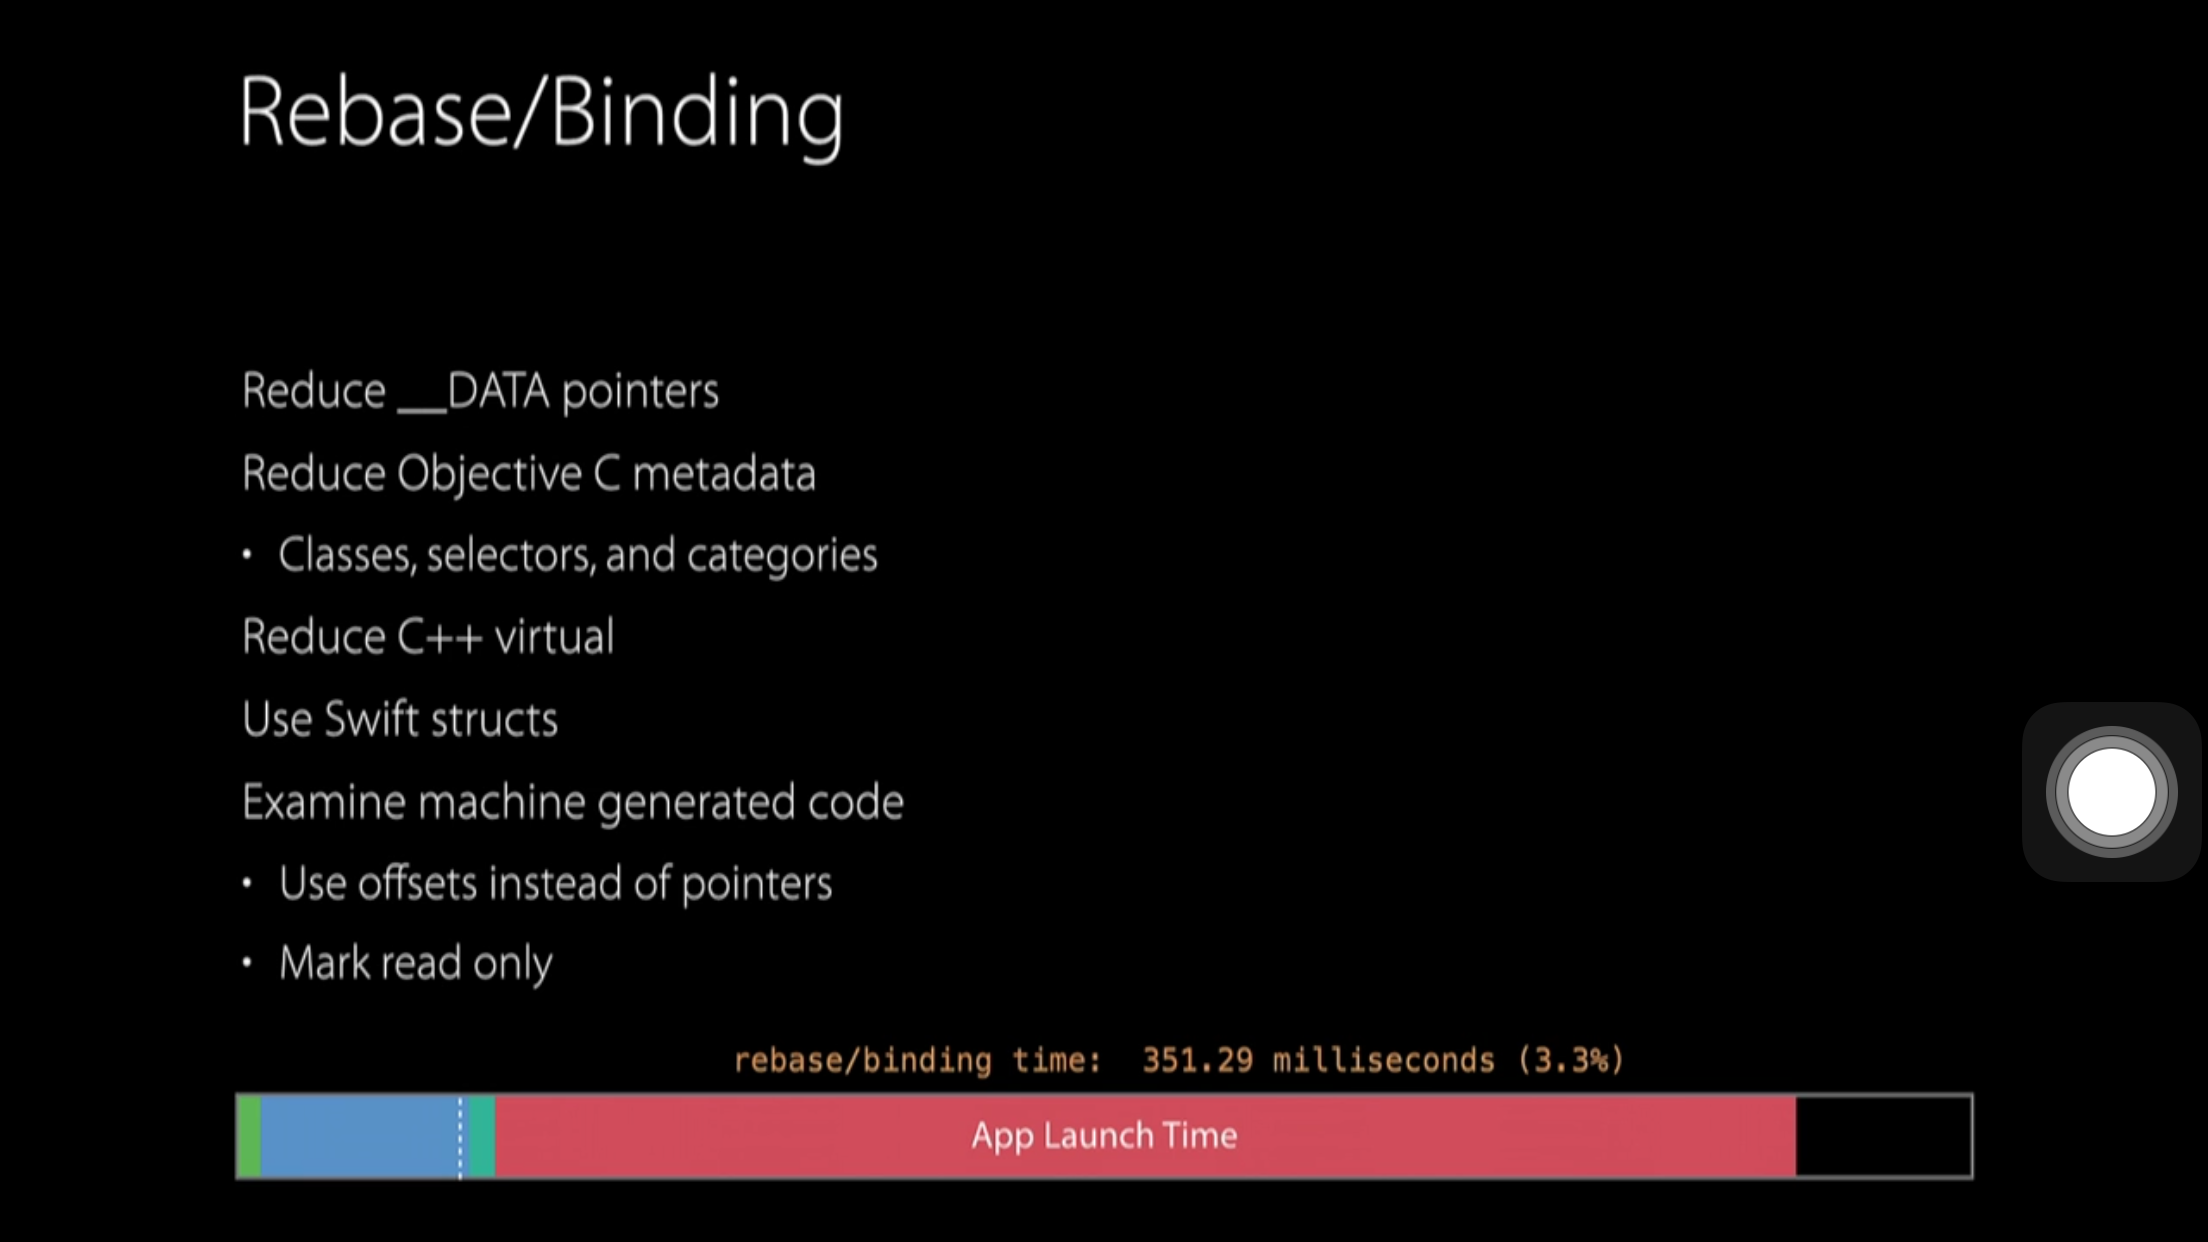 Rebase/Binding
Reduce __DATA pointers
Reduce Objective C metadata
• Classes, selectors, and categories
Reduce C++ virtual
Use Swift structs
Examine machine generated code
• Use offsets instead of pointers
• Mark read only
rebase/binding time: 351.29 milliseconds (3.3%)
App Launch Time